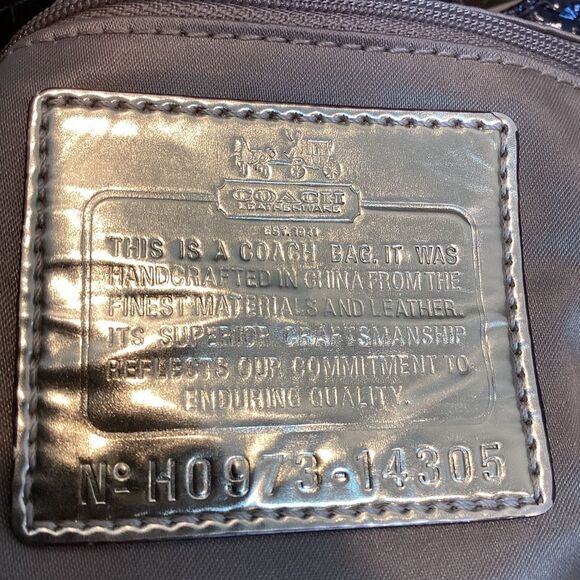 COACH
LEATHERWARE
EST. 1941
THIS IS A COACH BAG. IT WAS
HANDCRAFTED IN CHINA FROM THE
FINEST MATERIALS AND LEATHER.
ITS SUPERIOR CRAFTSMANSHIP
REFLECTS OUR COMMITMENT TO
ENDURING QUALITY.
Nº H0973-14305